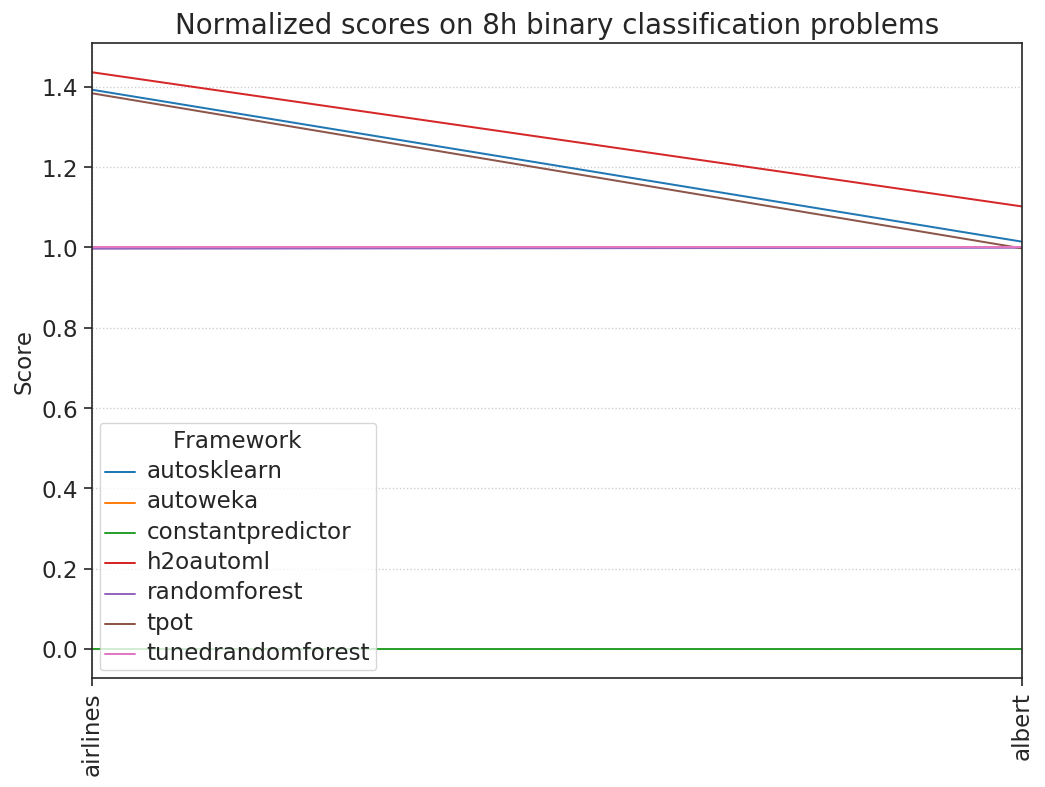 Normalized scores on 8h binary classification problems
Score
1.4
1.2
1.0
0.8
0.6
0.4
0.2
0.0
Framework
autosklearn
autoweka
constantpredictor
h2oautoml
randomforest
tpot
tunedrandomforest
airlines
albert